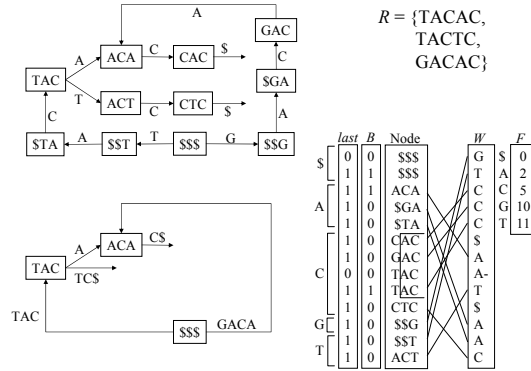 A
R = {TACAC,
TACTC,
GACAC}
GAC
A ACA C CAC $
C
TAC
$GA
T ACT C CTC $
C A
$TA A $$T T $$$ G $$G
last B Node W F
$ 0 0 $$$ G $ 0
1 1 $$$ T A 2
A 1 1 ACA C C 5
1 0 $GA C G 10
1 0 $TA C T 11
C 1 0 CAC $
1 0 GAC A
0 0 TAC A-
1 1 TAC T
1 0 CTC $
G 1 0 $$G A
T 1 0 $$T A
1 0 ACT C
A ACA C$
TAC TC$
TAC $$$ GACA